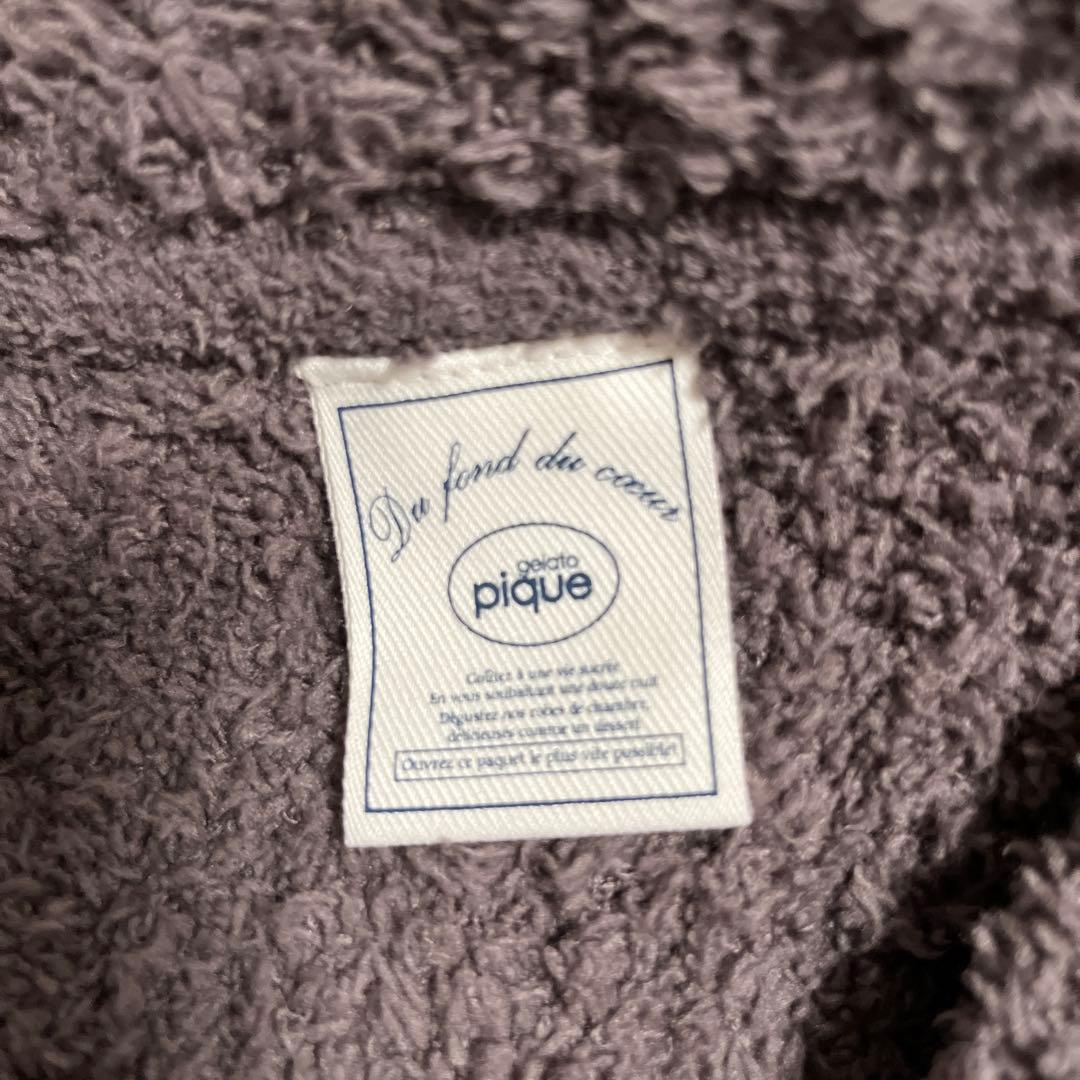 Du fond du cœur
gelato
pique
Goûtez à une vie sucrée
En vous souhaitant une douce nuit
Dégustez nos robes de chambre,
délicieuses comme un dessert
Ouvrez ce paquet le plus vite possible!